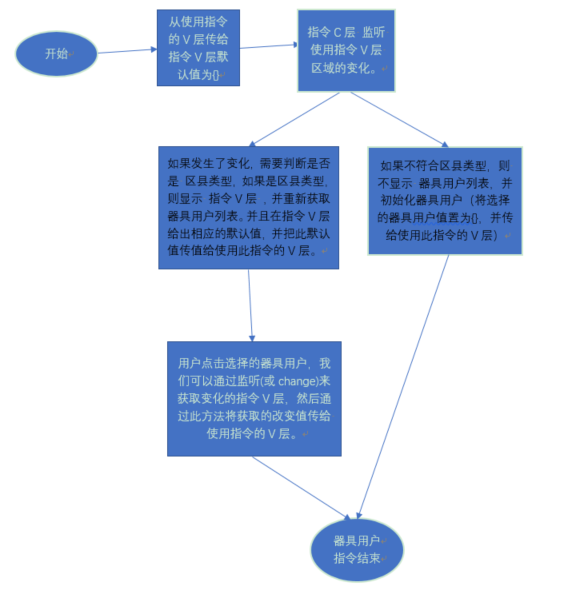 开始
从使用指令
的 V 层传给
指令 V 层默
认值为{}
指令 C 层 监听
使用指令 V 层
区域的变化。
如果发生了变化，需要判断是否
是 区县类型，如果是区县类型，
则显示 指令 V 层 ，并重新获取
器具用户列表。并且在指令 V 层
给出相应的默认值，并把此默认
值传值给使用此指令的 V 层。
如果不符合区县类型，则
不显示 器具用户列表，并
初始化器具用户（将选择
的器具用户值置为{}，并传
给使用此指令的 V 层）
用户点击选择的器具用户，我
们可以通过监听(或 change)来
获取变化的指令 V 层，然后通
过此方法将获取的改变值传给
使用指令的 V 层。
器具用户
指令结束